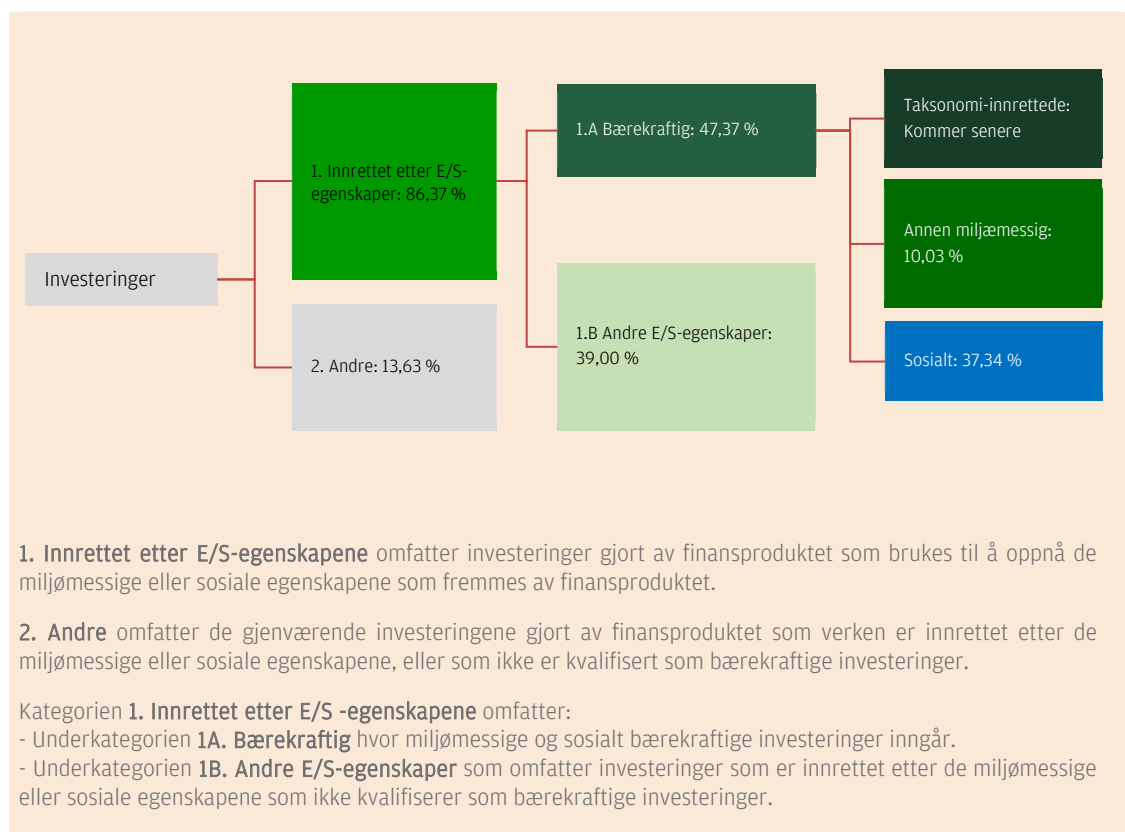 Investeringer
1. Innrettet etter E/S-
egenskaper: 86,37 %
2. Andre: 13,63 %
1.A Bærekraftig: 47,37 %
1.B Andre E/S-egenskaper:
39,00 %
Taksonomi-innrettede:
Kommer senere
Annen miljæmessig:
10,03 %
Sosialt: 37,34 %
1. Innrettet etter E/S-egenskapene omfatter investeringer gjort av finansproduktet som brukes til å oppnå de
miljømessige eller sosiale egenskapene som fremmes av finansproduktet.
2. Andre omfatter de gjenværende investeringene gjort av finansproduktet som verken er innrettet etter de
miljømessige eller sosiale egenskapene, eller som ikke er kvalifisert som bærekraftige investeringer.
Kategorien 1. Innrettet etter E/S -egenskapene omfatter:
- Underkategorien 1A. Bærekraftig hvor miljømessige og sosialt bærekraftige investeringer inngår.
- Underkategorien 1B. Andre E/S-egenskaper som omfatter investeringer som er innrettet etter de miljømessige
eller sosiale egenskapene som ikke kvalifiserer som bærekraftige investeringer.